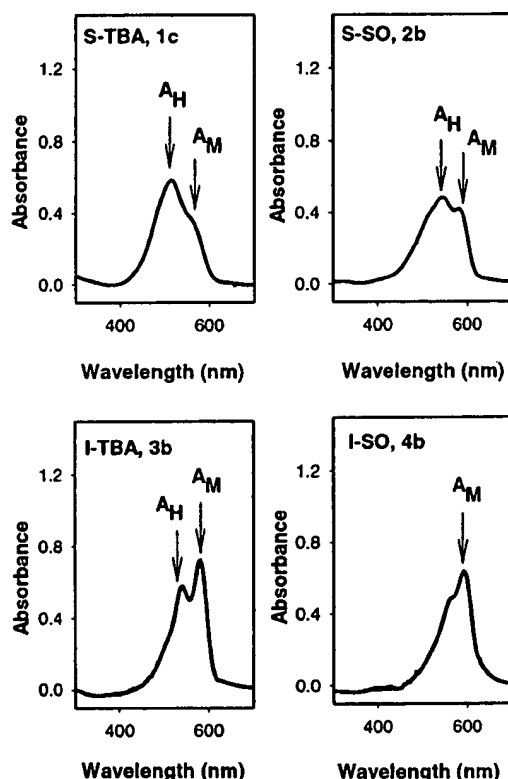 S-TBA, 1c
A_H
A_M
Absorbance
1.2
0.8
0.4
0.0
400 600
Wavelength (nm)
S-SO, 2b
A_H
A_M
Absorbance
1.2
0.8
0.4
0.0
400 600
Wavelength (nm)
I-TBA, 3b
A_H
A_M
Absorbance
1.2
0.8
0.4
0.0
400 600
Wavelength (nm)
I-SO, 4b
A_M
Absorbance
1.2
0.8
0.4
0.0
400 600
Wavelength (nm)